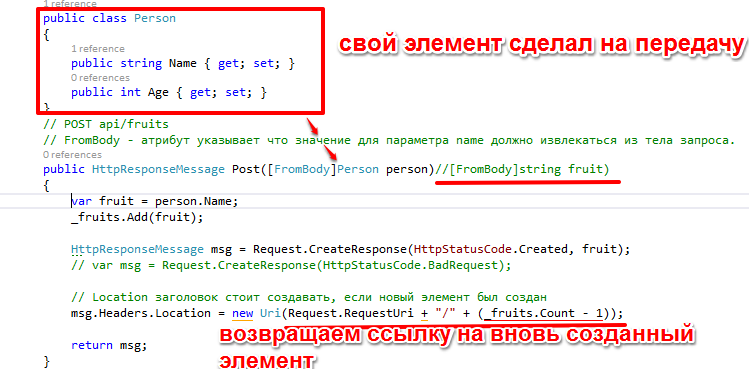 1 reference
public class Person
свой элемент сделал на передачу
{
1 reference
public string Name { get; set; }
0 references
public int Age { get; set; }
}
// POST api/fruits
// FromBody - атрибут указывает что значение для параметра name должно извлекаться из тела запроса.
0 references
public HttpResponseMessage Post([FromBody]Person person)//[FromBody]string fruit)
{
var fruit = person.Name;
_fruits.Add(fruit);
HttpResponseMessage msg = Request.CreateResponse(HttpStatusCode.Created, fruit);
// var msg = Request.CreateResponse(HttpStatusCode.BadRequest);
// Location заголовок стоит создавать, если новый элемент был создан
msg.Headers.Location = new Uri(Request.RequestUri + "/" + (_fruits.Count - 1));
возвращаем ссылку на вновь созданный
элемент
return msg;
}